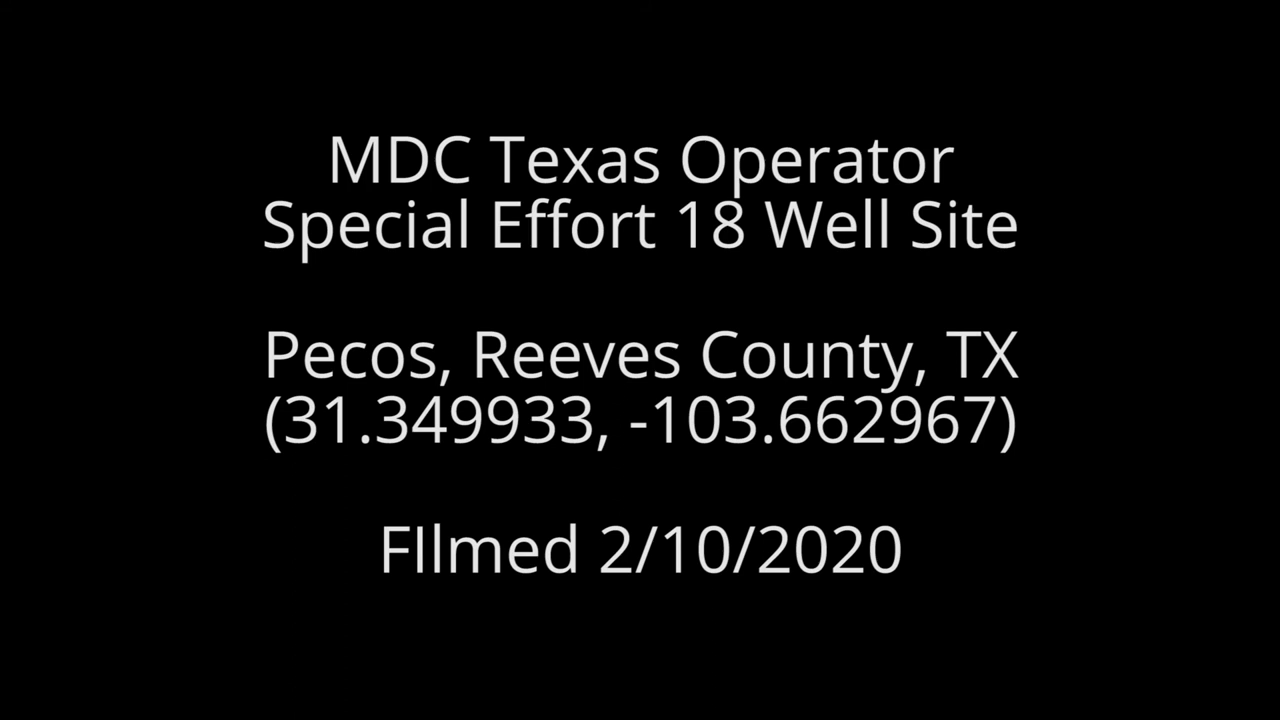 MDC Texas Operator
Special Effort 18 Well Site
Pecos, Reeves County, TX
(31.349933, -103.662967)
FIlmed 2/10/2020